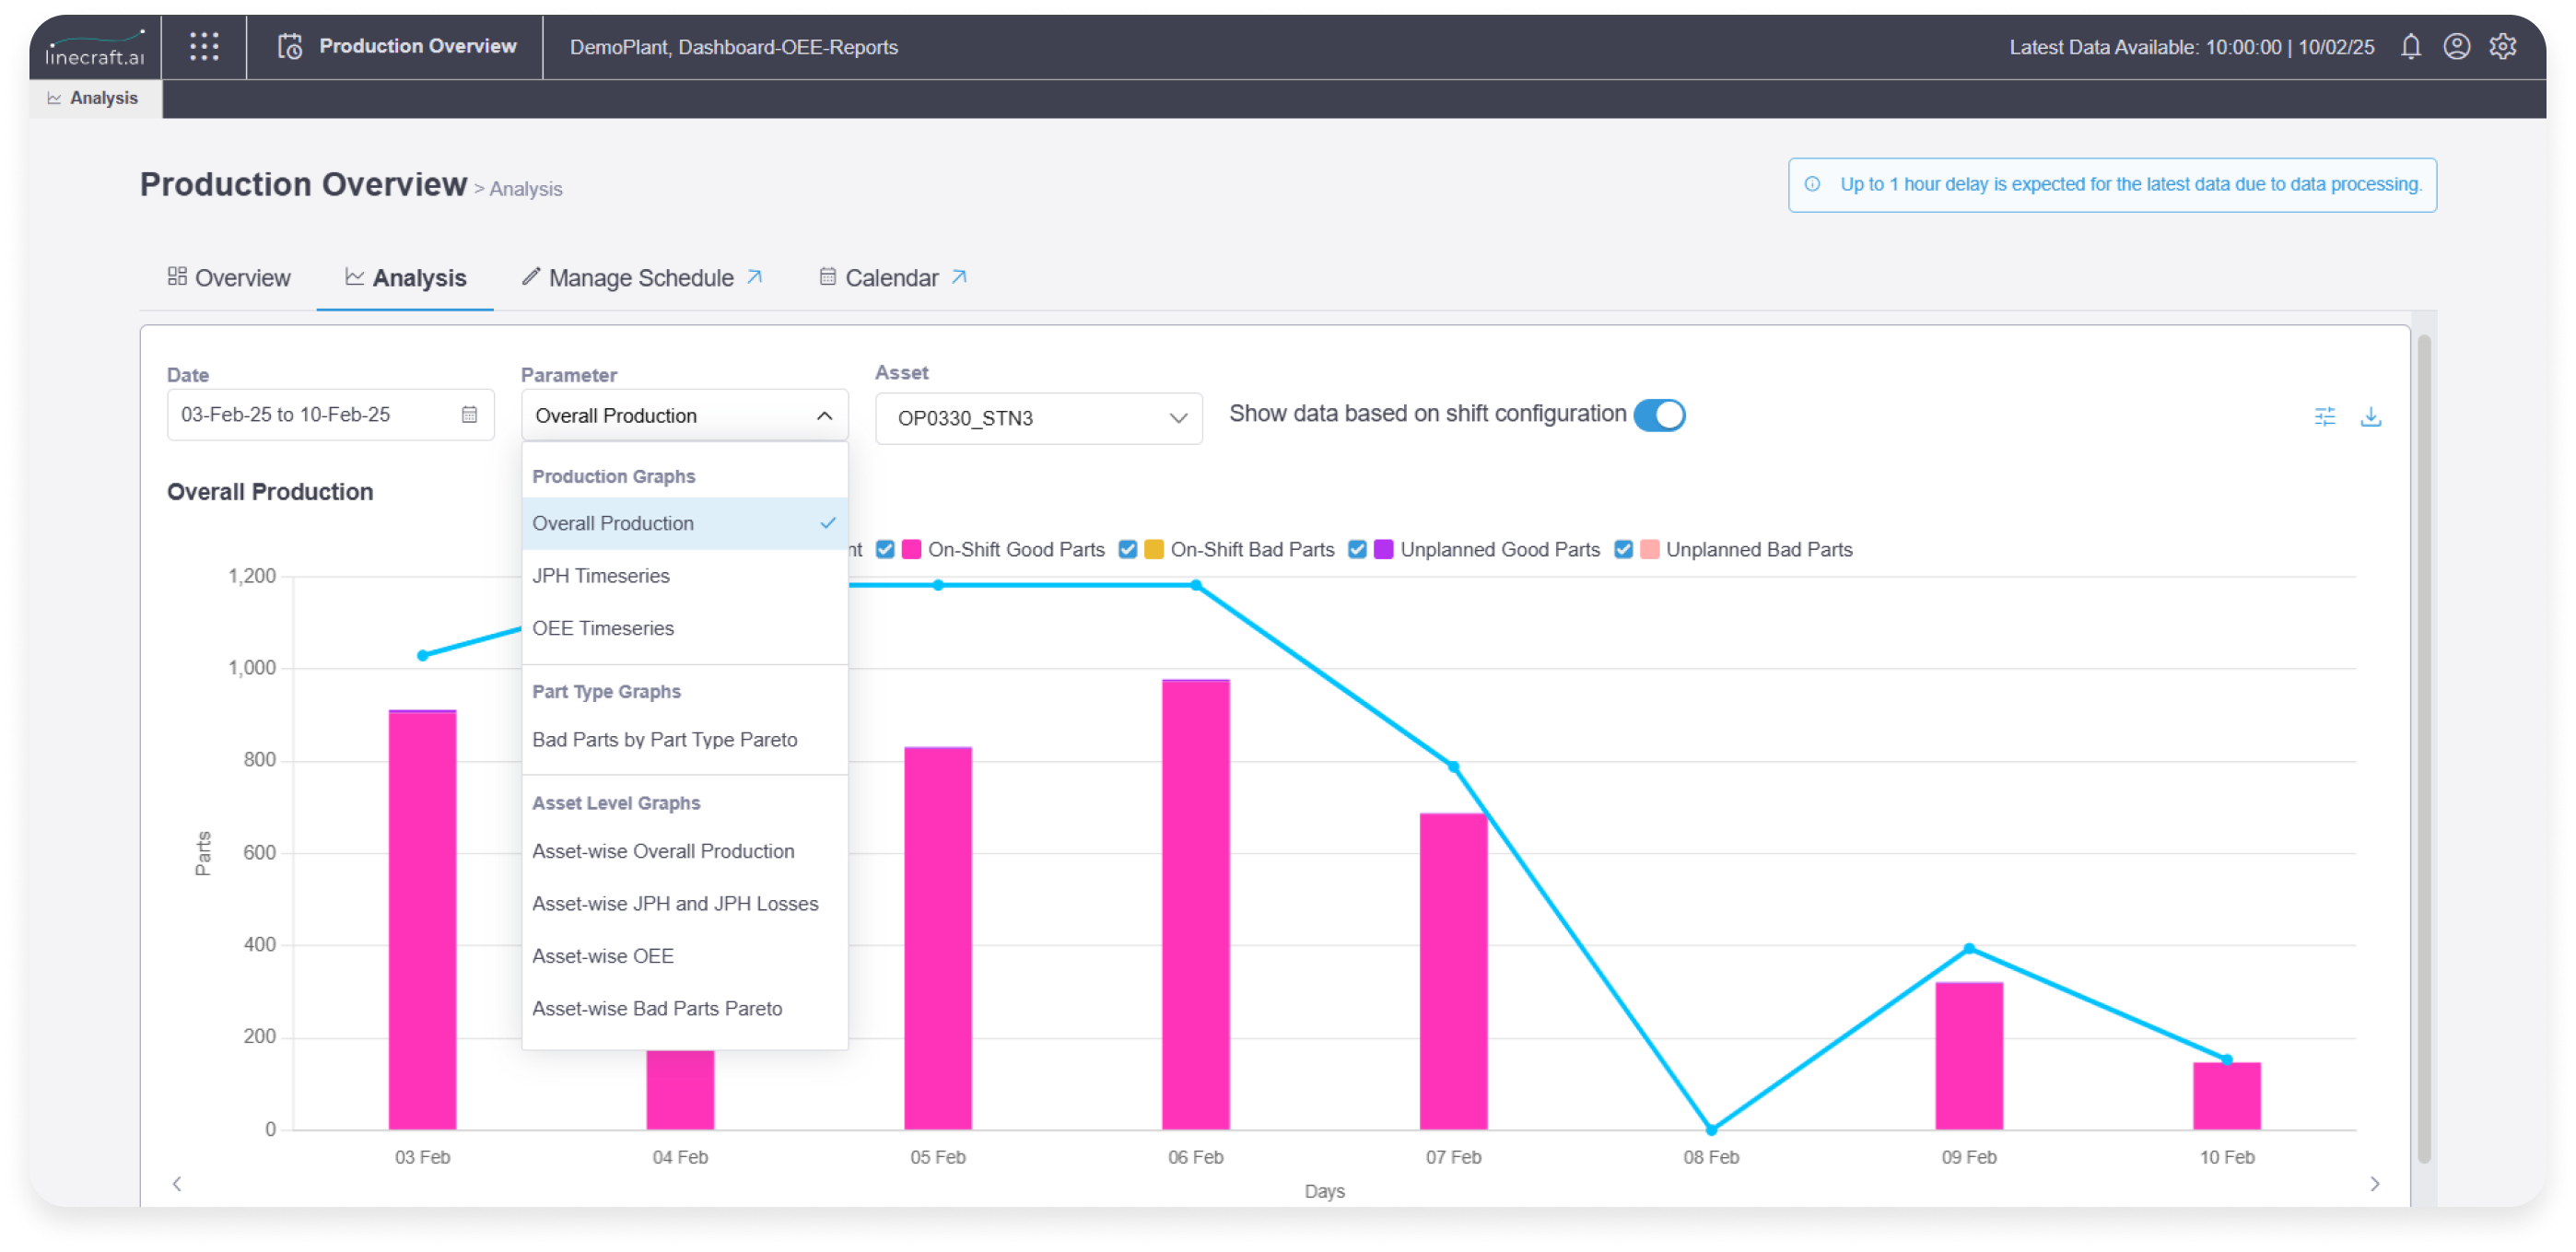 linecraft.ai
Production Overview
DemoPlant, Dashboard-OEE-Reports
Latest Data Available: 10:00:00 | 10/02/25
Analysis
Production Overview > Analysis
Up to 1 hour delay is expected for the latest data due to data processing.
Overview
Analysis
Manage Schedule
Calendar
Date
03-Feb-25 to 10-Feb-25
Parameter
Overall Production
Asset
OP0330_STN3
Show data based on shift configuration
Overall Production
Production Graphs
Overall Production
JPH Timeseries
OEE Timeseries
Part Type Graphs
Bad Parts by Part Type Pareto
Asset Level Graphs
Asset-wise Overall Production
Asset-wise JPH and JPH Losses
Asset-wise OEE
Asset-wise Bad Parts Pareto
On-Shift Good Parts
On-Shift Bad Parts
Unplanned Good Parts
Unplanned Bad Parts
1,200
1,000
800
600
400
200
0
Parts
03 Feb
04 Feb
05 Feb
06 Feb
07 Feb
08 Feb
09 Feb
10 Feb
Days